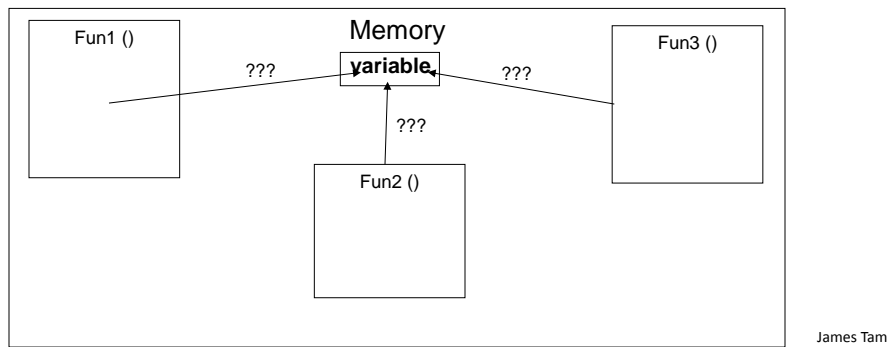 Memory
Fun1 ()
Fun3 ()
variable
???
???
???
Fun2 ()
James Tam